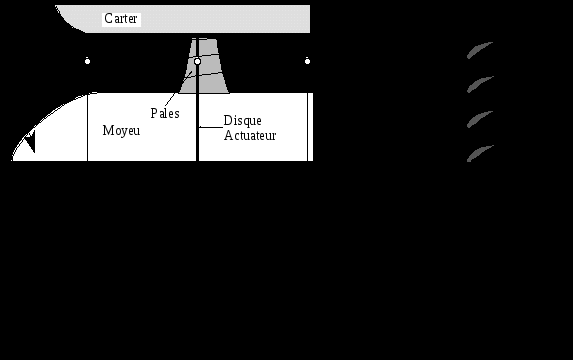 Carter
Pales
Moyeu
Disque
Actuateur